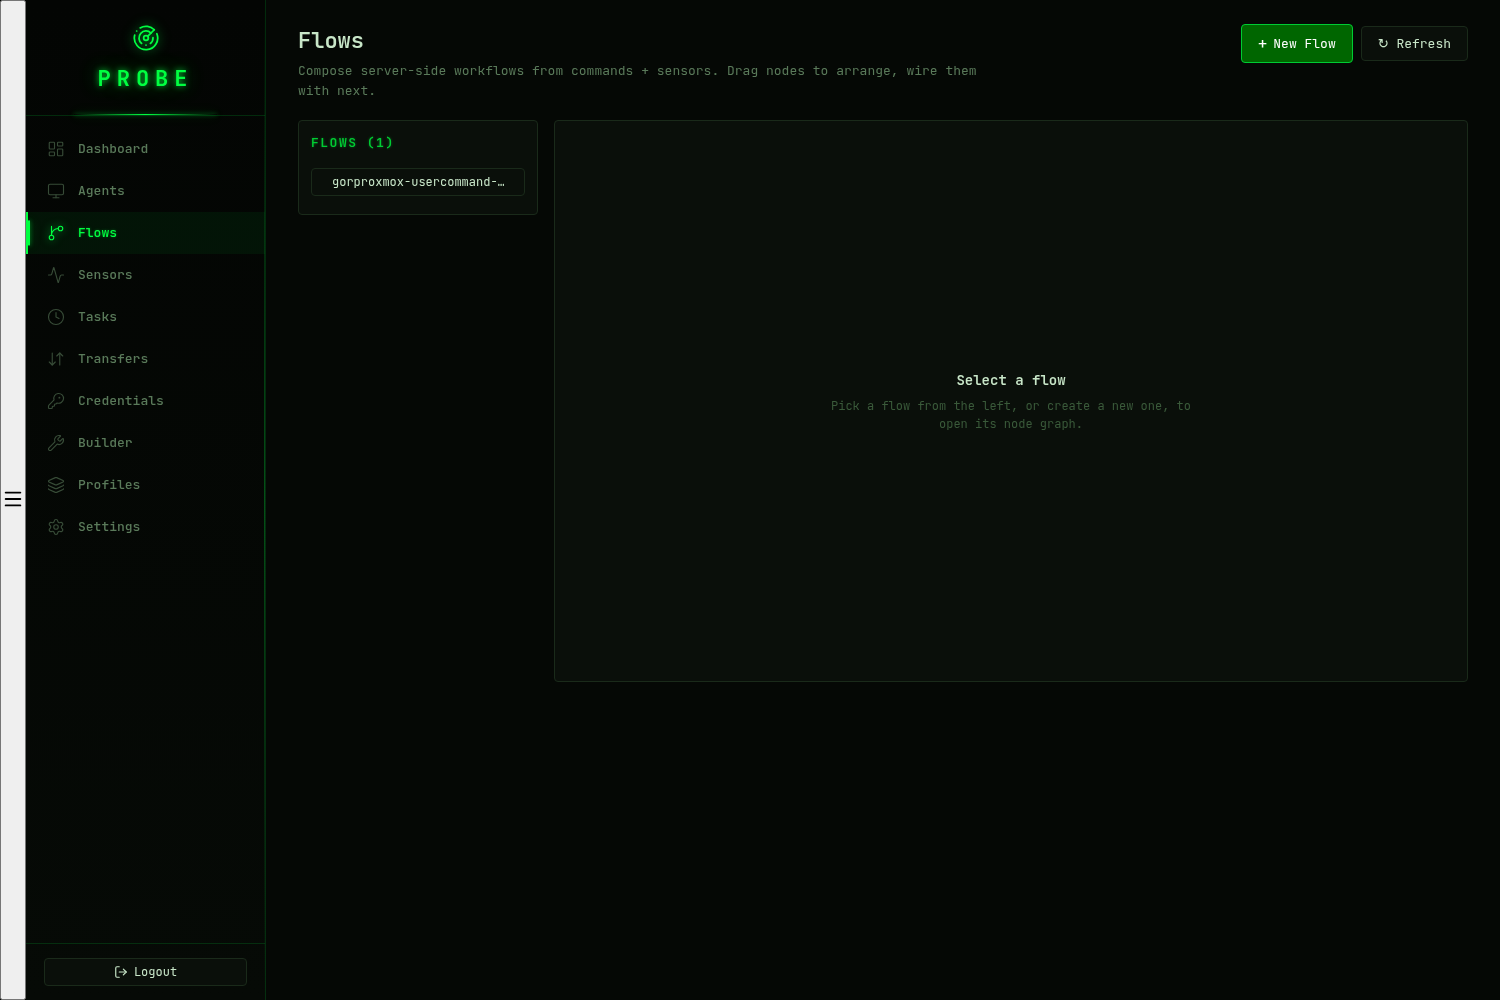 PROBE
Dashboard
Agents
Flows
Sensors
Tasks
Transfers
Credentials
Builder
Profiles
Settings
Logout
Flows
Compose server-side workflows from commands + sensors. Drag nodes to arrange, wire them
with next.
+ New Flow
↻ Refresh
FLOWS (1)
gorproxmox-usercommand-…
Select a flow
Pick a flow from the left, or create a new one, to
open its node graph.